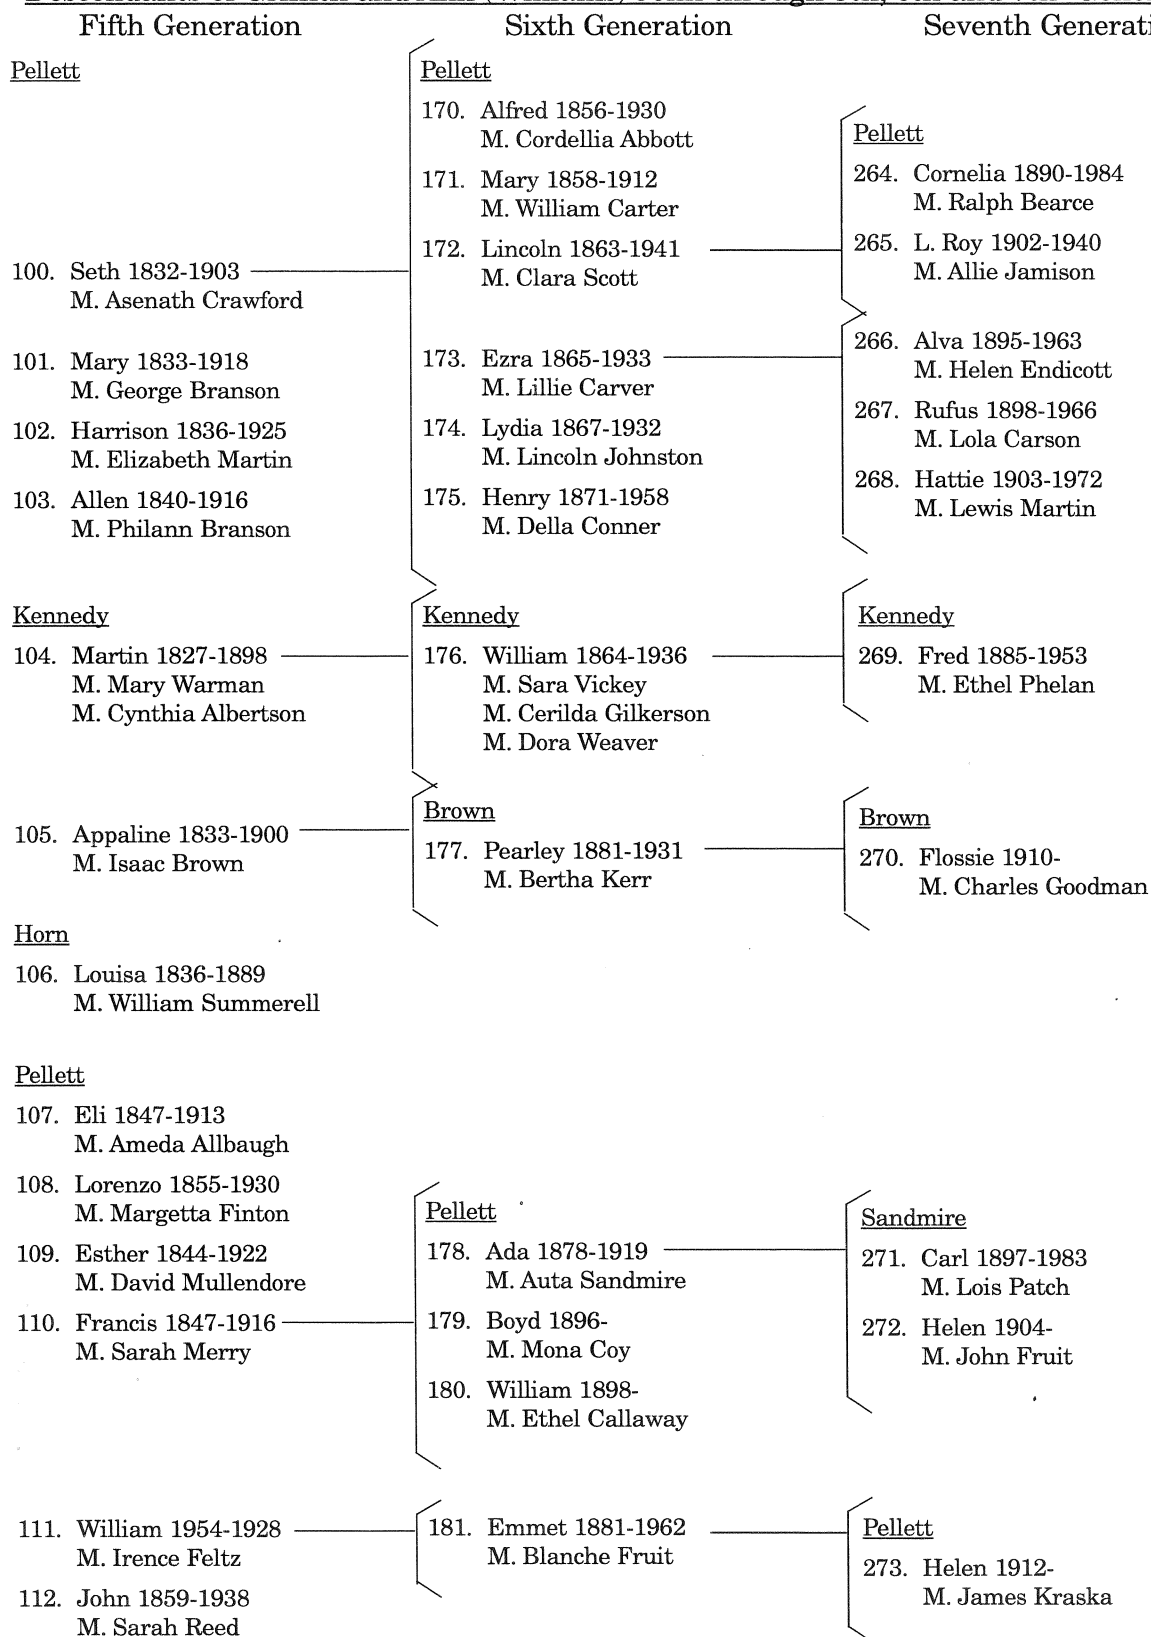 Fifth Generation
Sixth Generation
Seventh Generati
Pellett
100. Seth 1832-1903
M. Asenath Crawford
101. Mary 1833-1918
M. George Branson
102. Harrison 1836-1925
M. Elizabeth Martin
103. Allen 1840-1916
M. Philann Branson
Kennedy
104. Martin 1827-1898
M. Mary Warman
M. Cynthia Albertson
105. Appaline 1833-1900
M. Isaac Brown
Horn
106. Louisa 1836-1889
M. William Summerell
Pellett
107. Eli 1847-1913
M. Ameda Allbaugh
108. Lorenzo 1855-1930
M. Margetta Finton
109. Esther 1844-1922
M. David Mullendore
110. Francis 1847-1916
M. Sarah Merry
111. William 1954-1928
M. Irence Feltz
112. John 1859-1938
M. Sarah Reed
Pellett
170. Alfred 1856-1930
M. Cordellia Abbott
171. Mary 1858-1912
M. William Carter
172. Lincoln 1863-1941
M. Clara Scott
173. Ezra 1865-1933
M. Lillie Carver
174. Lydia 1867-1932
M. Lincoln Johnston
175. Henry 1871-1958
M. Della Conner
Kennedy
176. William 1864-1936
M. Sara Vickey
M. Cerilda Gilkerson
M. Dora Weaver
Brown
177. Pearley 1881-1931
M. Bertha Kerr
Pellett
178. Ada 1878-1919
M. Auta Sandmire
179. Boyd 1896-
M. Mona Coy
180. William 1898-
M. Ethel Callaway
181. Emmet 1881-1962
M. Blanche Fruit
Pellett
264. Cornelia 1890-1984
M. Ralph Bearce
265. L. Roy 1902-1940
M. Allie Jamison
266. Alva 1895-1963
M. Helen Endicott
267. Rufus 1898-1966
M. Lola Carson
268. Hattie 1903-1972
M. Lewis Martin
Kennedy
269. Fred 1885-1953
M. Ethel Phelan
Brown
270. Flossie 1910-
M. Charles Goodman
Sandmire
271. Carl 1897-1983
M. Lois Patch
272. Helen 1904-
M. John Fruit
Pellett
273. Helen 1912-
M. James Kraska